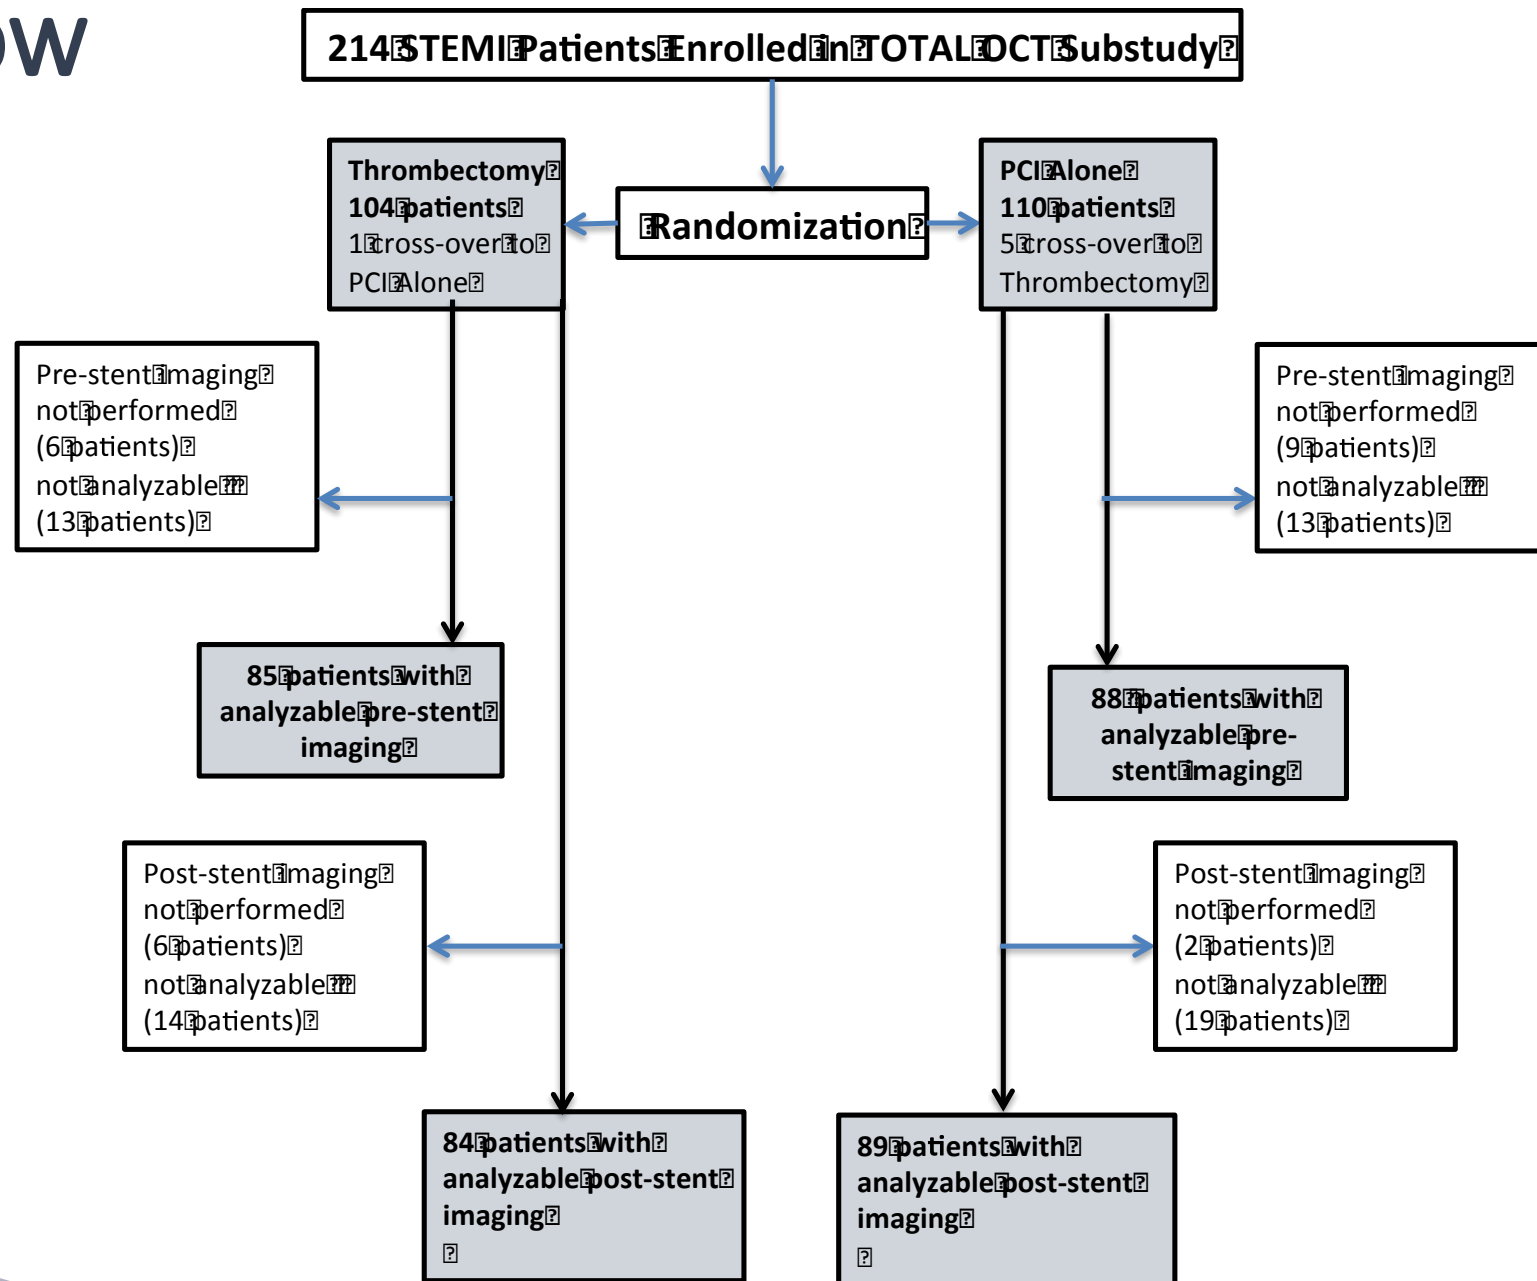 OW
214 STEMI Patients Enrolled in TOTAL OCT Substudy
Thrombectomy
104 patients
1 cross-over to
PCI Alone
Randomization
PCI Alone
110 patients
5 cross-over to
Thrombectomy
Pre-stent imaging
not performed
(6 patients)
not analyzable
(13 patients)
Pre-stent imaging
not performed
(9 patients)
not analyzable
(13 patients)
85 patients with
analyzable pre-stent
imaging
88 patients with
analyzable pre-
stent imaging
Post-stent imaging
not performed
(6 patients)
not analyzable
(14 patients)
Post-stent imaging
not performed
(2 patients)
not analyzable
(19 patients)
84 patients with
analyzable post-stent
imaging
89 patients with
analyzable post-stent
imaging